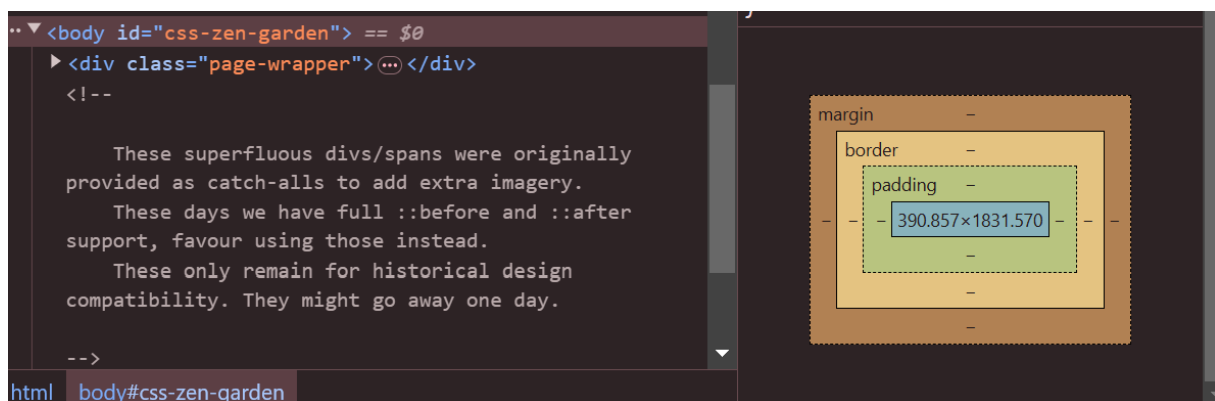 <body id="css-zen-garden"> == $0
<div class="page-wrapper"> ⋯ </div>
<!--
These superfluous divs/spans were originally
provided as catch-alls to add extra imagery.
These days we have full ::before and ::after
support, favour using those instead.
These only remain for historical design
compatibility. They might go away one day.
-->
html body#css-zen-garden
margin –
border –
padding –
– – – 390.857×1831.570 – – –
–
–
–